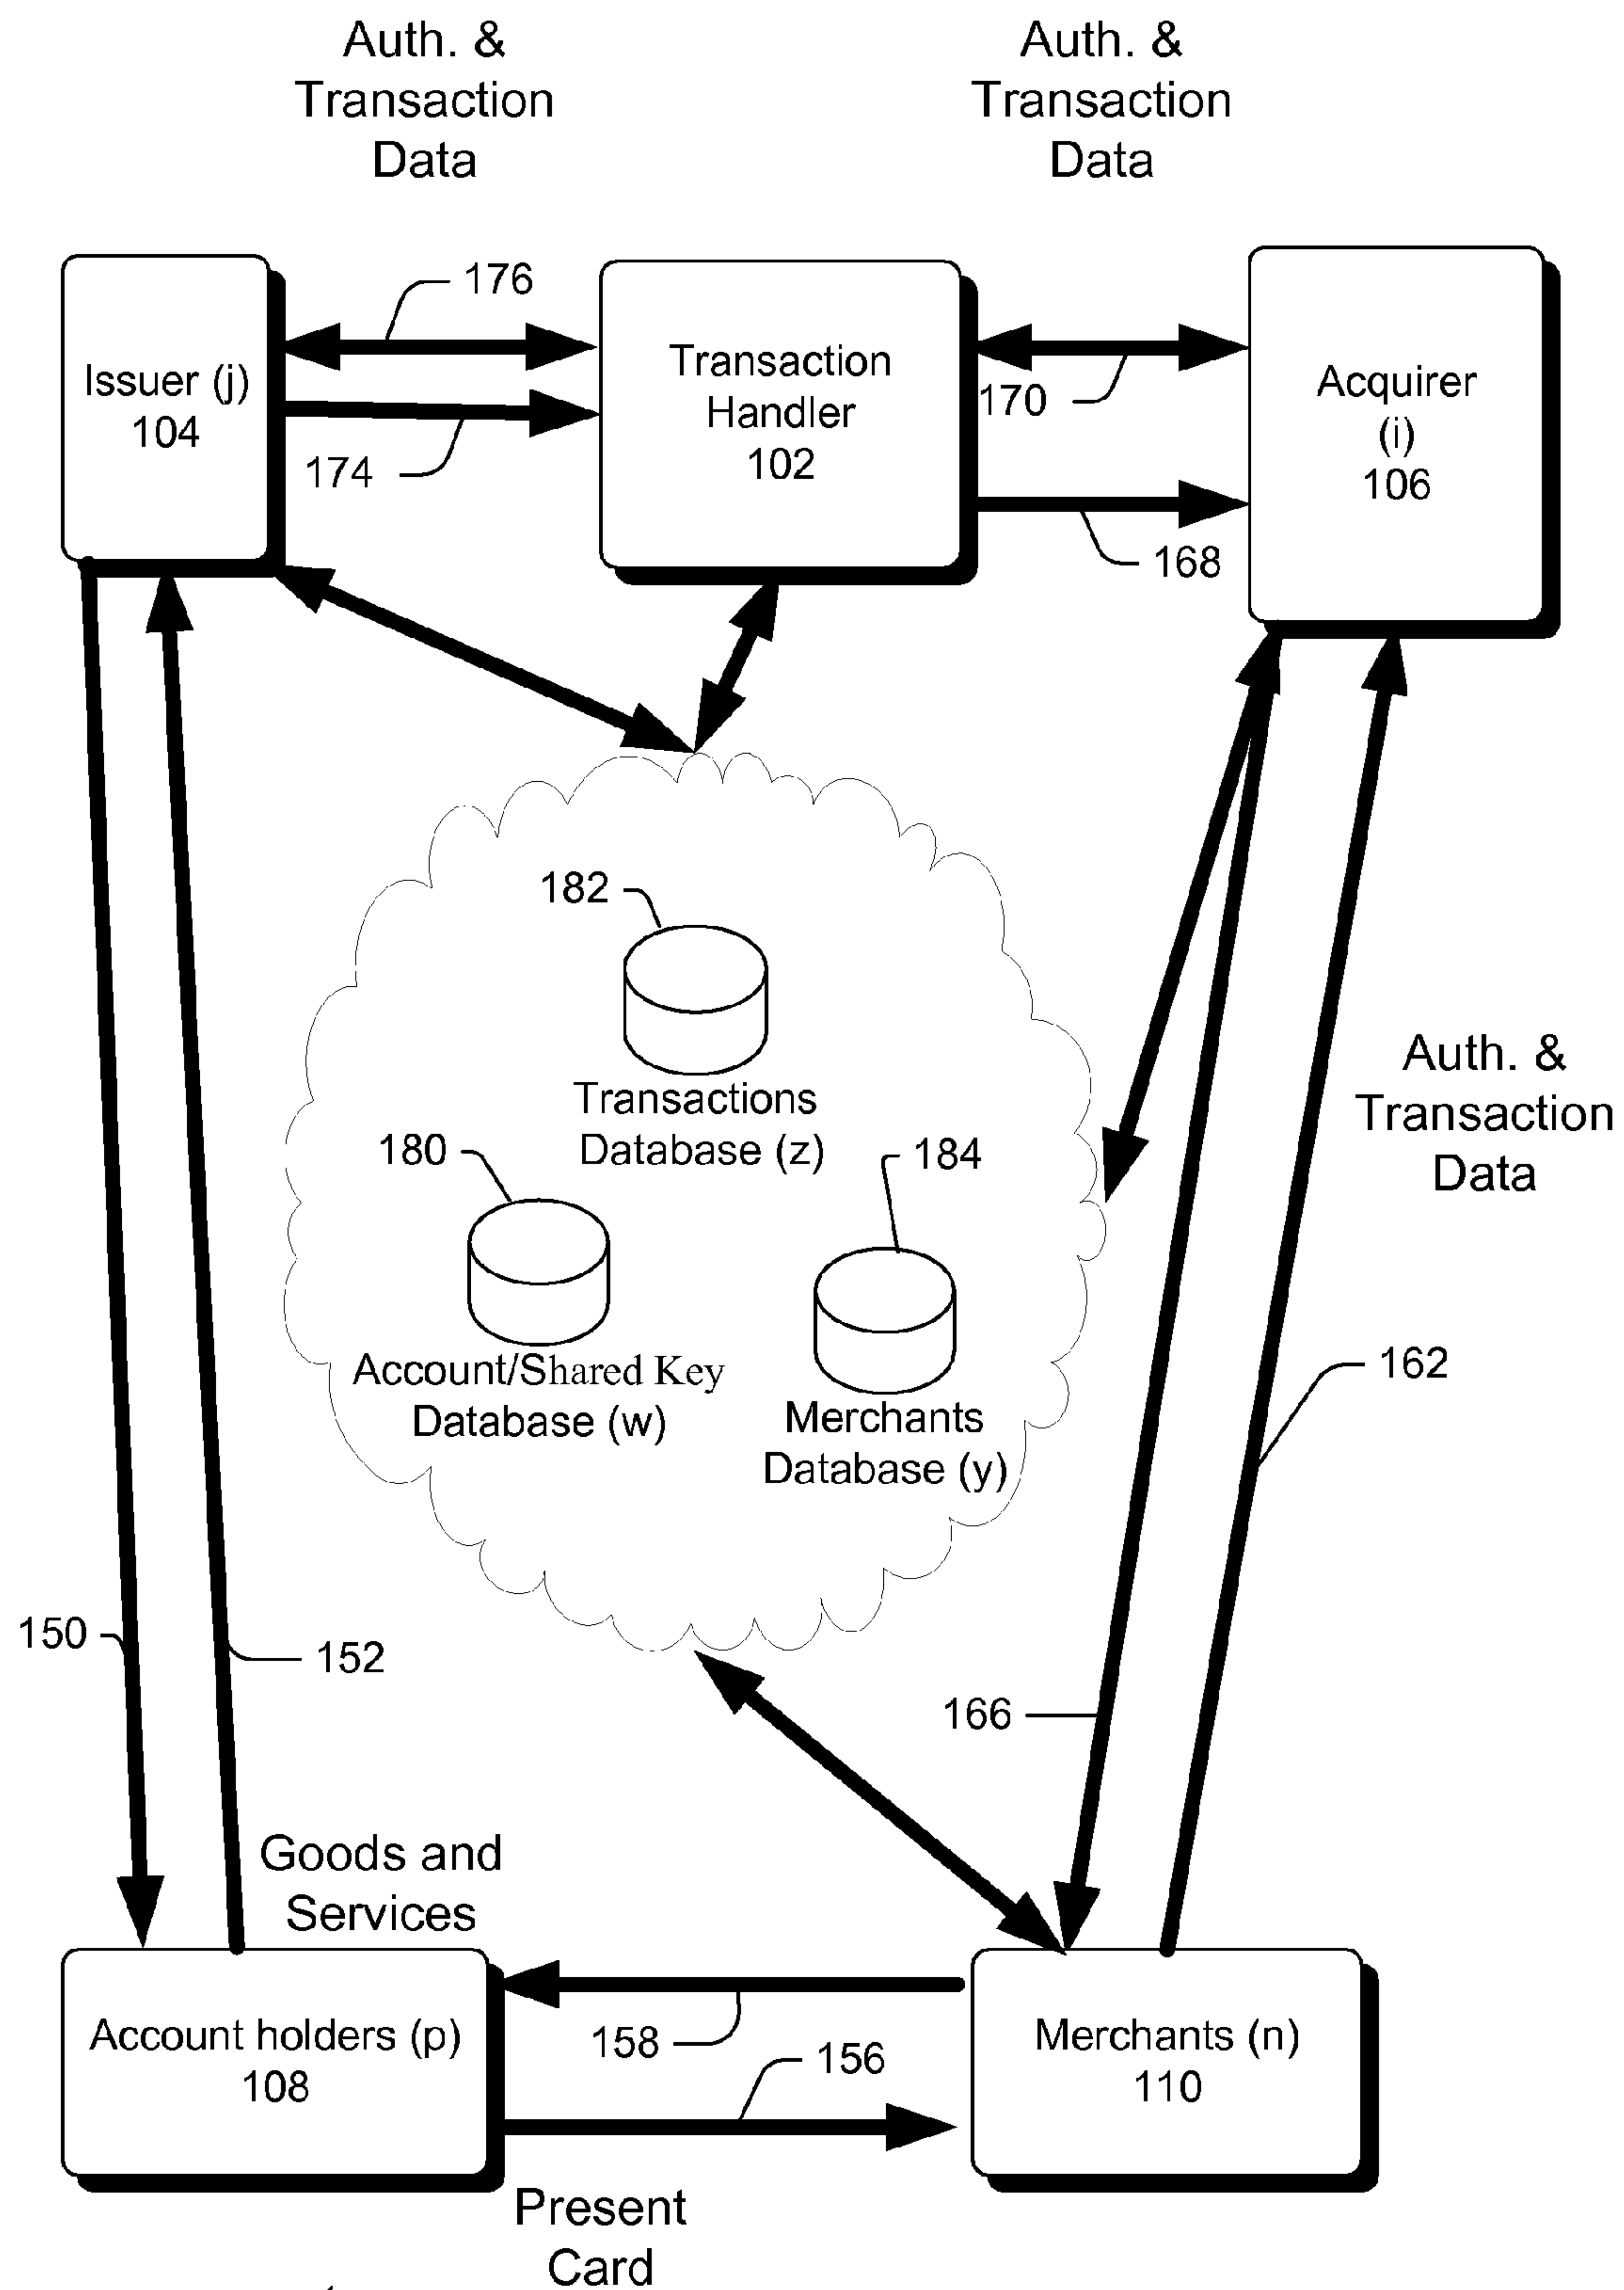 Auth. &
Transaction
Data
Auth. &
Transaction
Data
176
Issuer (j)
104
174
Transaction
Handler
102
170
168
Acquirer
(i)
106
182
Transactions
Database (z)
180
184
Account/Shared Key
Database (w)
Merchants
Database (y)
Auth. &
Transaction
Data
162
150
152
166
Goods and
Services
Account holders (p)
108
158
156
Merchants (n)
110
Present
Card